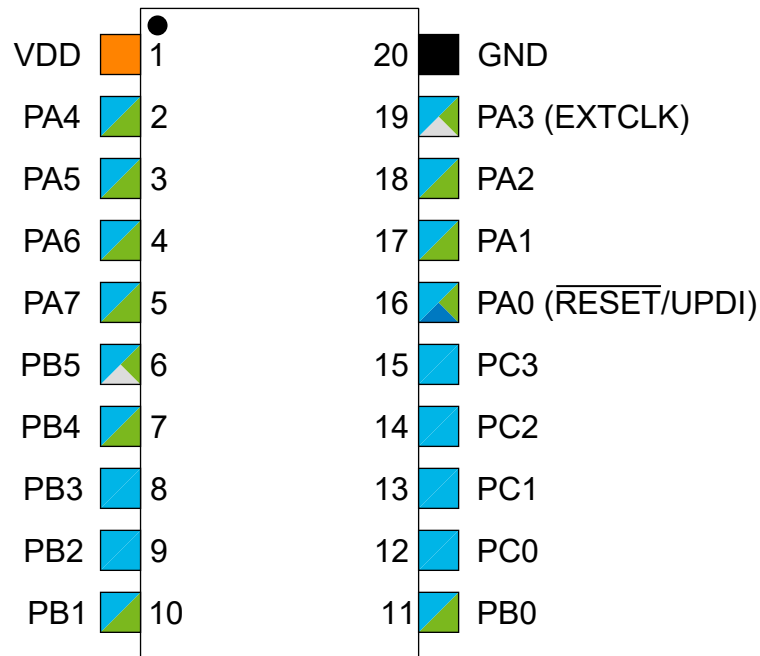 VDD 1 20 GND
PA4 2 19 PA3 (EXTCLK)
PA5 3 18 PA2
PA6 4 17 PA1
PA7 5 16 PA0 (RESET/UPDI)
PB5 6 15 PC3
PB4 7 14 PC2
PB3 8 13 PC1
PB2 9 12 PC0
PB1 10 11 PB0